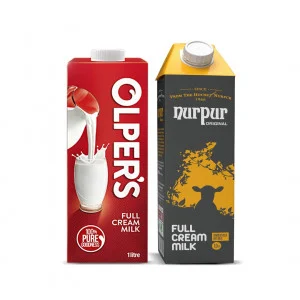 OLPER'S
FULL
CREAM
MILK
100%
PURE
GOODNESS
1 litre
nurpur
ORIGINAL
FULL
CREAM
MILK